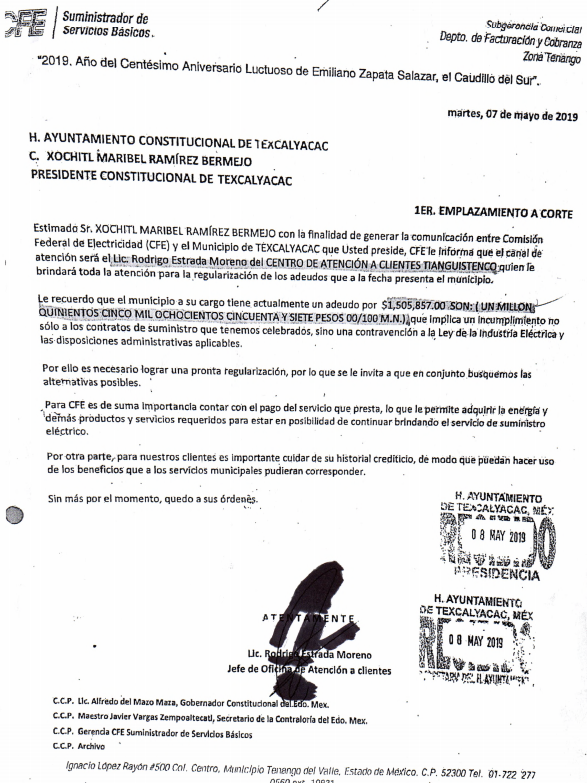 CFE
Suministrador de
Servicios Básicos.
Subgerencia Comercial
Depto. de Facturación y Cobranza
Zona Tenango
"2019. Año del Centésimo Aniversario Luctuoso de Emiliano Zapata Salazar, el Caudillo del Sur".
martes, 07 de mayo de 2019
H. AYUNTAMIENTO CONSTITUCIONAL DE TEXCALYACAC
C. XOCHITL MARIBEL RAMÍREZ BERMEJO
PRESIDENTE CONSTITUCIONAL DE TEXCALYACAC
1ER. EMPLAZAMIENTO A CORTE
Estimado Sr. XOCHITL MARIBEL RAMÍREZ BERMEJO con la finalidad de generar la comunicación entre Comisión
Federal de Electricidad (CFE) y el Municipio de TEXCALYACAC que Usted preside, CFE le informa que el canal de
atención será el Lic. Rodrigo Estrada Moreno del CENTRO DE ATENCIÓN A CLIENTES TIANGUISTENCO quien le
brindará toda la atención para la regularización de los adeudos que a la fecha presenta el municipio.
Le recuerdo que el municipio a su cargo tiene actualmente un adeudo por $1,505,857.00 SON: ( UN MILLON
QUINIENTOS CINCO MIL OCHOCIENTOS CINCUENTA Y SIETE PESOS 00/100 M.N.), que implica un incumplimiento no
sólo a los contratos de suministro que tenemos celebrados, sino una contravención a la Ley de la Industria Eléctrica y
las disposiciones administrativas aplicables.
Por ello es necesario lograr una pronta regularización, por lo que se le invita a que en conjunto busquemos las
alternativas posibles.
Para CFE es de suma importancia contar con el pago del servicio que presta, lo que le permite adquirir la energía y
demás productos y servicios requeridos para estar en posibilidad de continuar brindando el servicio de suministro
eléctrico.
Por otra parte, para nuestros clientes es importante cuidar de su historial crediticio, de modo que puedan hacer uso
de los beneficios que a los servicios municipales pudieran corresponder.
Sin más por el momento, quedo a sus órdenes.
H. AYUNTAMIENTO
DE TEXCALYACAC, MÉX
08 MAY 2019
PRESIDENCIA
H. AYUNTAMIENTO
DE TEXCALYACAC, MÉX
08 MAY 2019
DEL H. AYUNTAMIENTO
ATENTAMENTE
Lic. Rodrigo Estrada Moreno
Jefe de Oficina de Atención a clientes
C.C.P. Lic. Alfredo del Mazo Maza, Gobernador Constitucional del Edo. Mex.
C.C.P. Maestro Javier Vargas Zempoaltecatl, Secretario de la Contraloría del Edo. Mex.
C.C.P. Gerencia CFE Suministrador de Servicios Básicos
C.C.P. Archivo
Ignacio López Rayón #500 Col. Centro, Municipio Tenango del Valle, Estado de México. C.P. 52300 Tel. 01-722 277